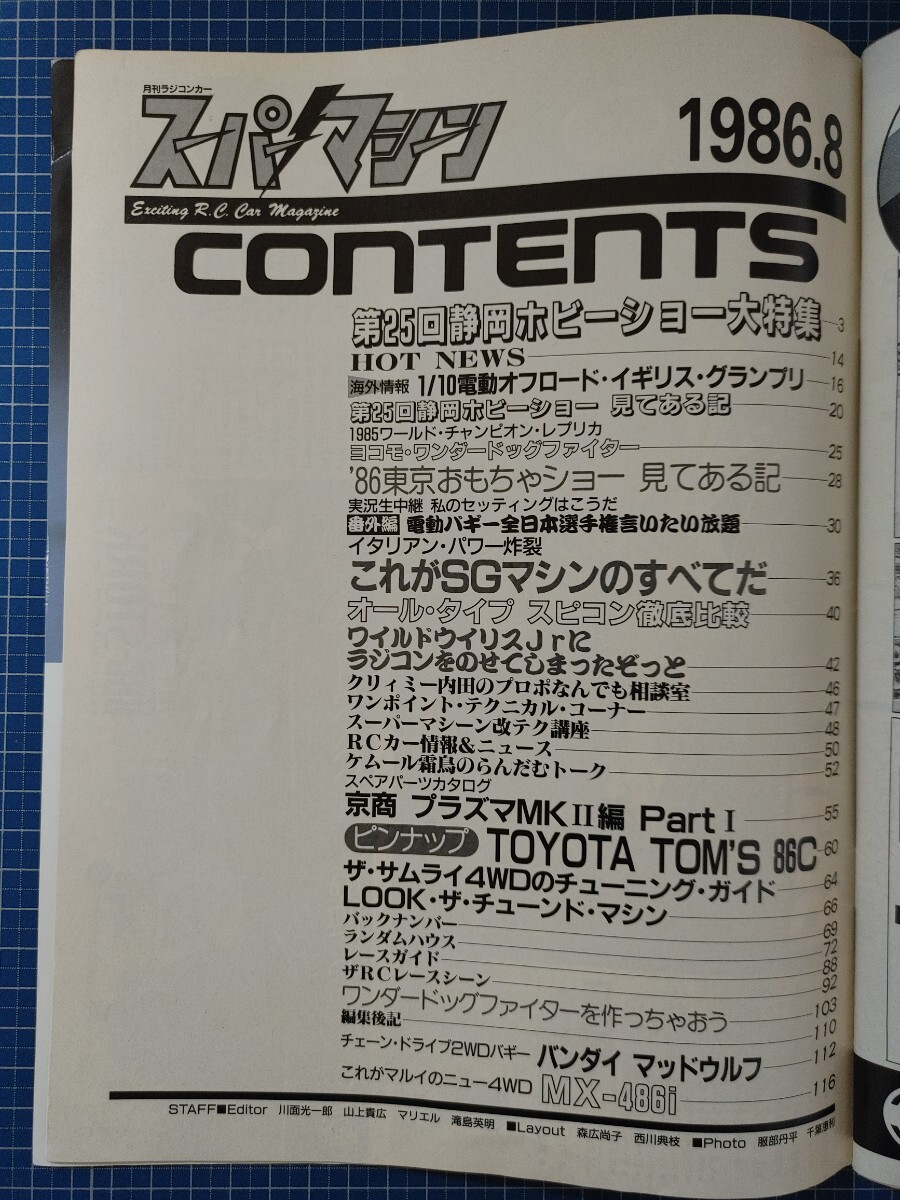 月刊ラジコンカー
スーパーマシン
1986.8
Exciting R.C. Car Magazine
CONTENTS
第25回静岡ホビーショー大特集 3
HOT NEWS 14
海外情報 1/10電動オフロード・イギリス・グランプリ 16
第25回静岡ホビーショー 見てある記 20
1985ワールド・チャンピオン・レプリカ
ヨコモ・ワンダードッグファイター 25
'86東京おもちゃショー 見てある記 28
実況生中継 私のセッティングはこうだ
番外編 電動バギー全日本選手権言いたい放題 30
イタリアン・パワー炸裂
これがSGマシンのすべてだ 36
オール・タイプ スピコン徹底比較 40
ワイルドウイリスJrに
ラジコンをのせてしまったぞっと 42
クリィミー内田のプロポなんでも相談室 46
ワンポイント・テクニカル・コーナー 47
スーパーマシーン改テク講座 48
RCカー情報&ニュース 50
ケムール霜鳥のらんだむトーク 52
スペアパーツカタログ
京商 プラズマMKⅡ編 PartⅠ 55
ピンナップ TOYOTA TOM'S 86C 60
ザ・サムライ4WDのチューニング・ガイド 64
LOOK・ザ・チューンド・マシン 66
バックナンバー 69
ランダムハウス 72
レースガイド 88
ザRCレースシーン 92
ワンダードッグファイターを作っちゃおう 103
編集後記 110
チェーン・ドライブ2WDバギー バンダイ マッドウルフ 112
これがマルイのニュー4WD MX-486i 116
STAFF■Editor 川面光一郎 山上貴広 マリエル 滝島英明 ■Layout 森広尚子 西川典枝 ■Photo 服部丹平 千葉恵利